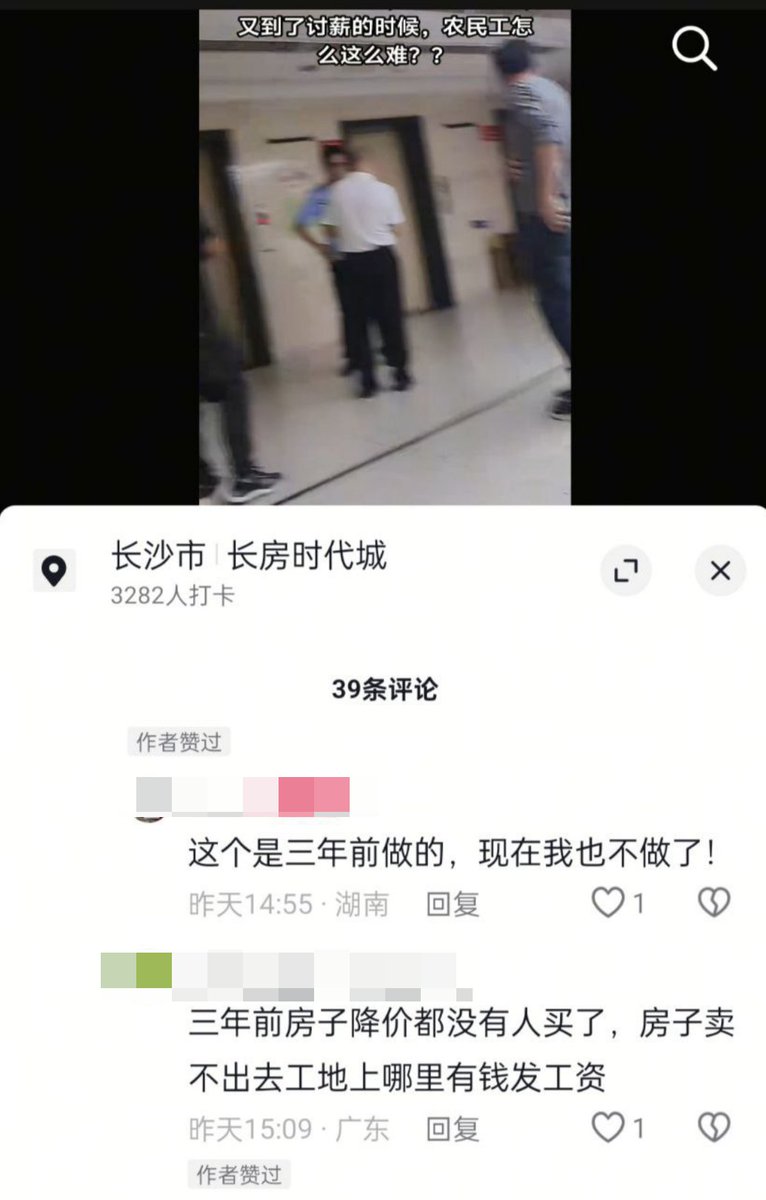 又到了讨薪的时候，农民工怎
么这么难？？
长沙市 | 长房时代城
3282人打卡
39条评论
作者赞过
这个是三年前做的，现在我也不做了！
昨天14:55 · 湖南 回复 1
三年前房子降价都没有人买了，房子卖
不出去工地上哪里有钱发工资
昨天15:09 · 广东 回复 1
作者赞过